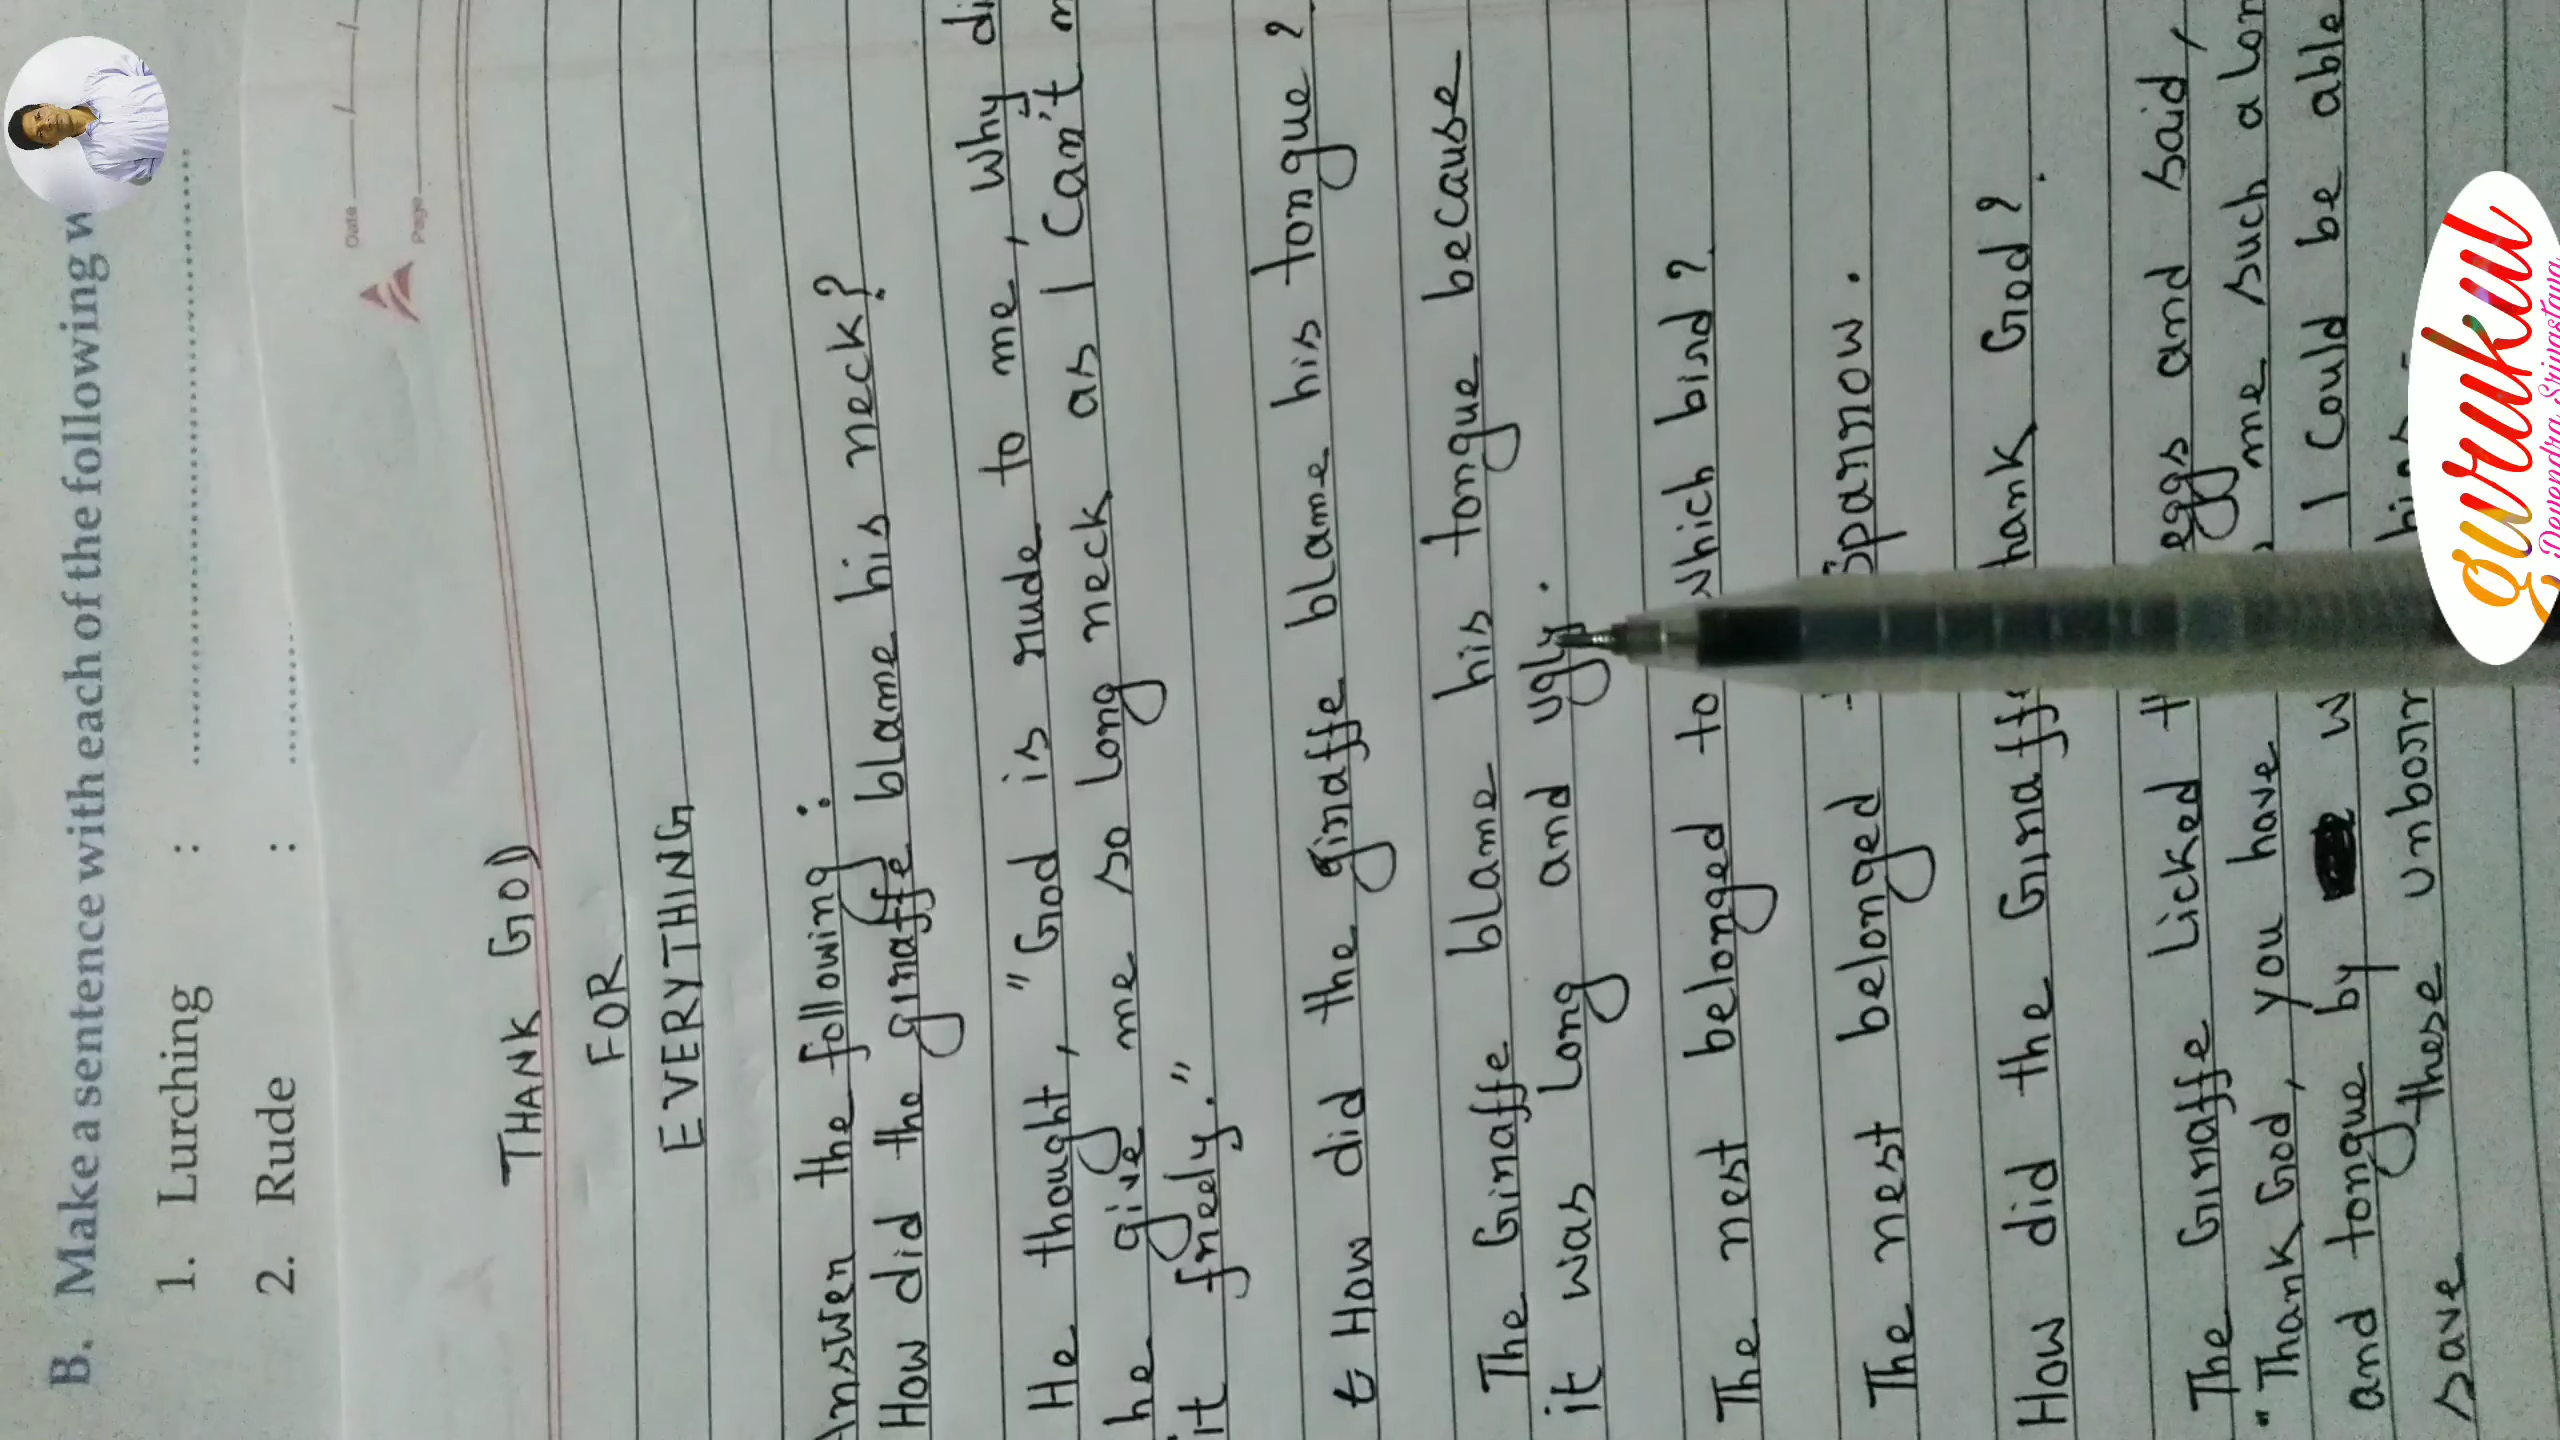 B. Make a sentence with each of the following w
1. Lurching :
2. Rude :
Date
Page
THANK GOD
FOR
EVERYTHING
Answer the following :
How did the giraffe blame his neck?
He thought, "God is rude to me, Why di
he give me so long neck as I Can't m
it freely."
How did the giraffe blame his tongue?
The Giraffe blame his tongue because
it was long and ugly.
The nest belonged to which bird?
The nest belonged Sparrow.
How did the Giraffe hank God?
The Giraffe Licked t eggs and said,
"Thank God, you have me such a lon
and tongue by w I Could be able
save these unborn
gurukul
Devendra Srivastava